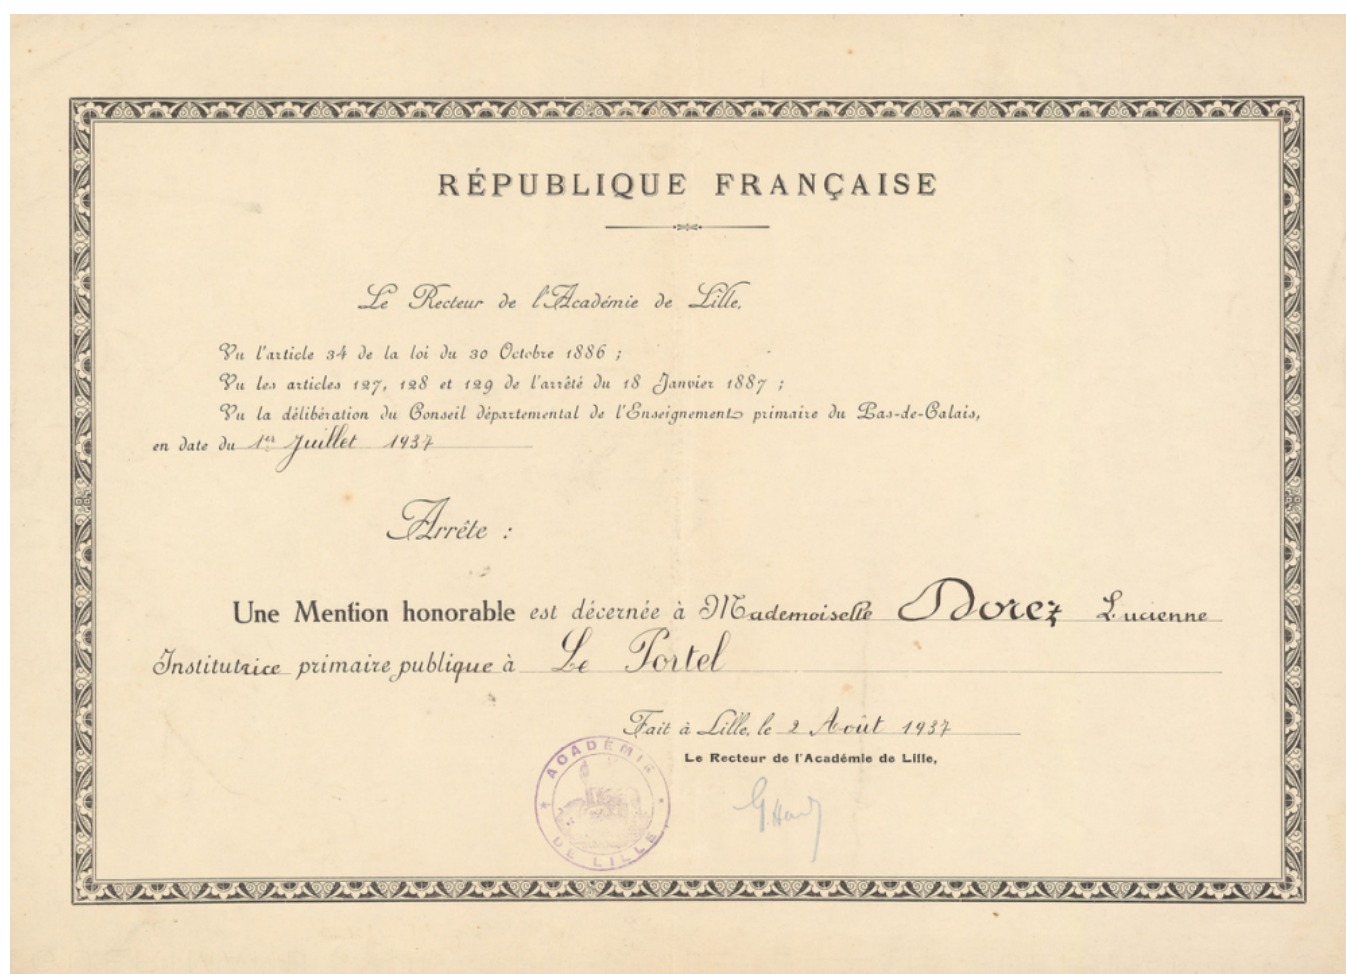 RÉPUBLIQUE FRANÇAISE
Le Recteur de l'Académie de Lille,
Vu l'article 34 de la loi du 30 Octobre 1886 ;
Vu les articles 127, 128 et 129 de l'arrêté du 18 Janvier 1887 ;
Vu la délibération du Conseil départemental de l'Enseignement primaire du Pas-de-Calais,
en date du 1er Juillet 1937
Arrête :
Une Mention honorable est décernée à Mademoiselle Dorez Lucienne
Institutrice primaire publique à Le Portel
Fait à Lille, le 2 Août 1937
Le Recteur de l'Académie de Lille,
ACADÉMIE
DE LILLE